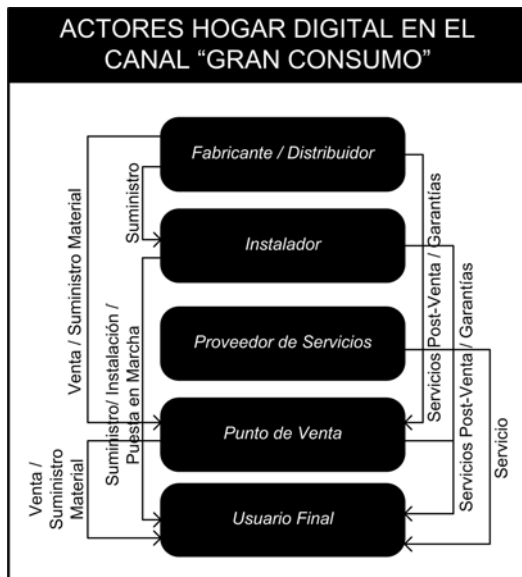 ACTORES HOGAR DIGITAL EN EL
CANAL “GRAN CONSUMO”
Fabricante / Distribuidor
Suministro
Instalador
Venta / Suministro Material
Suministro/ Instalación /
Puesta en Marcha
Proveedor de Servicios
Servicios Post-Venta / Garantías
Servicios Post-Venta / Garantías
Servicio
Punto de Venta
Venta /
Suministro
Material
Usuario Final